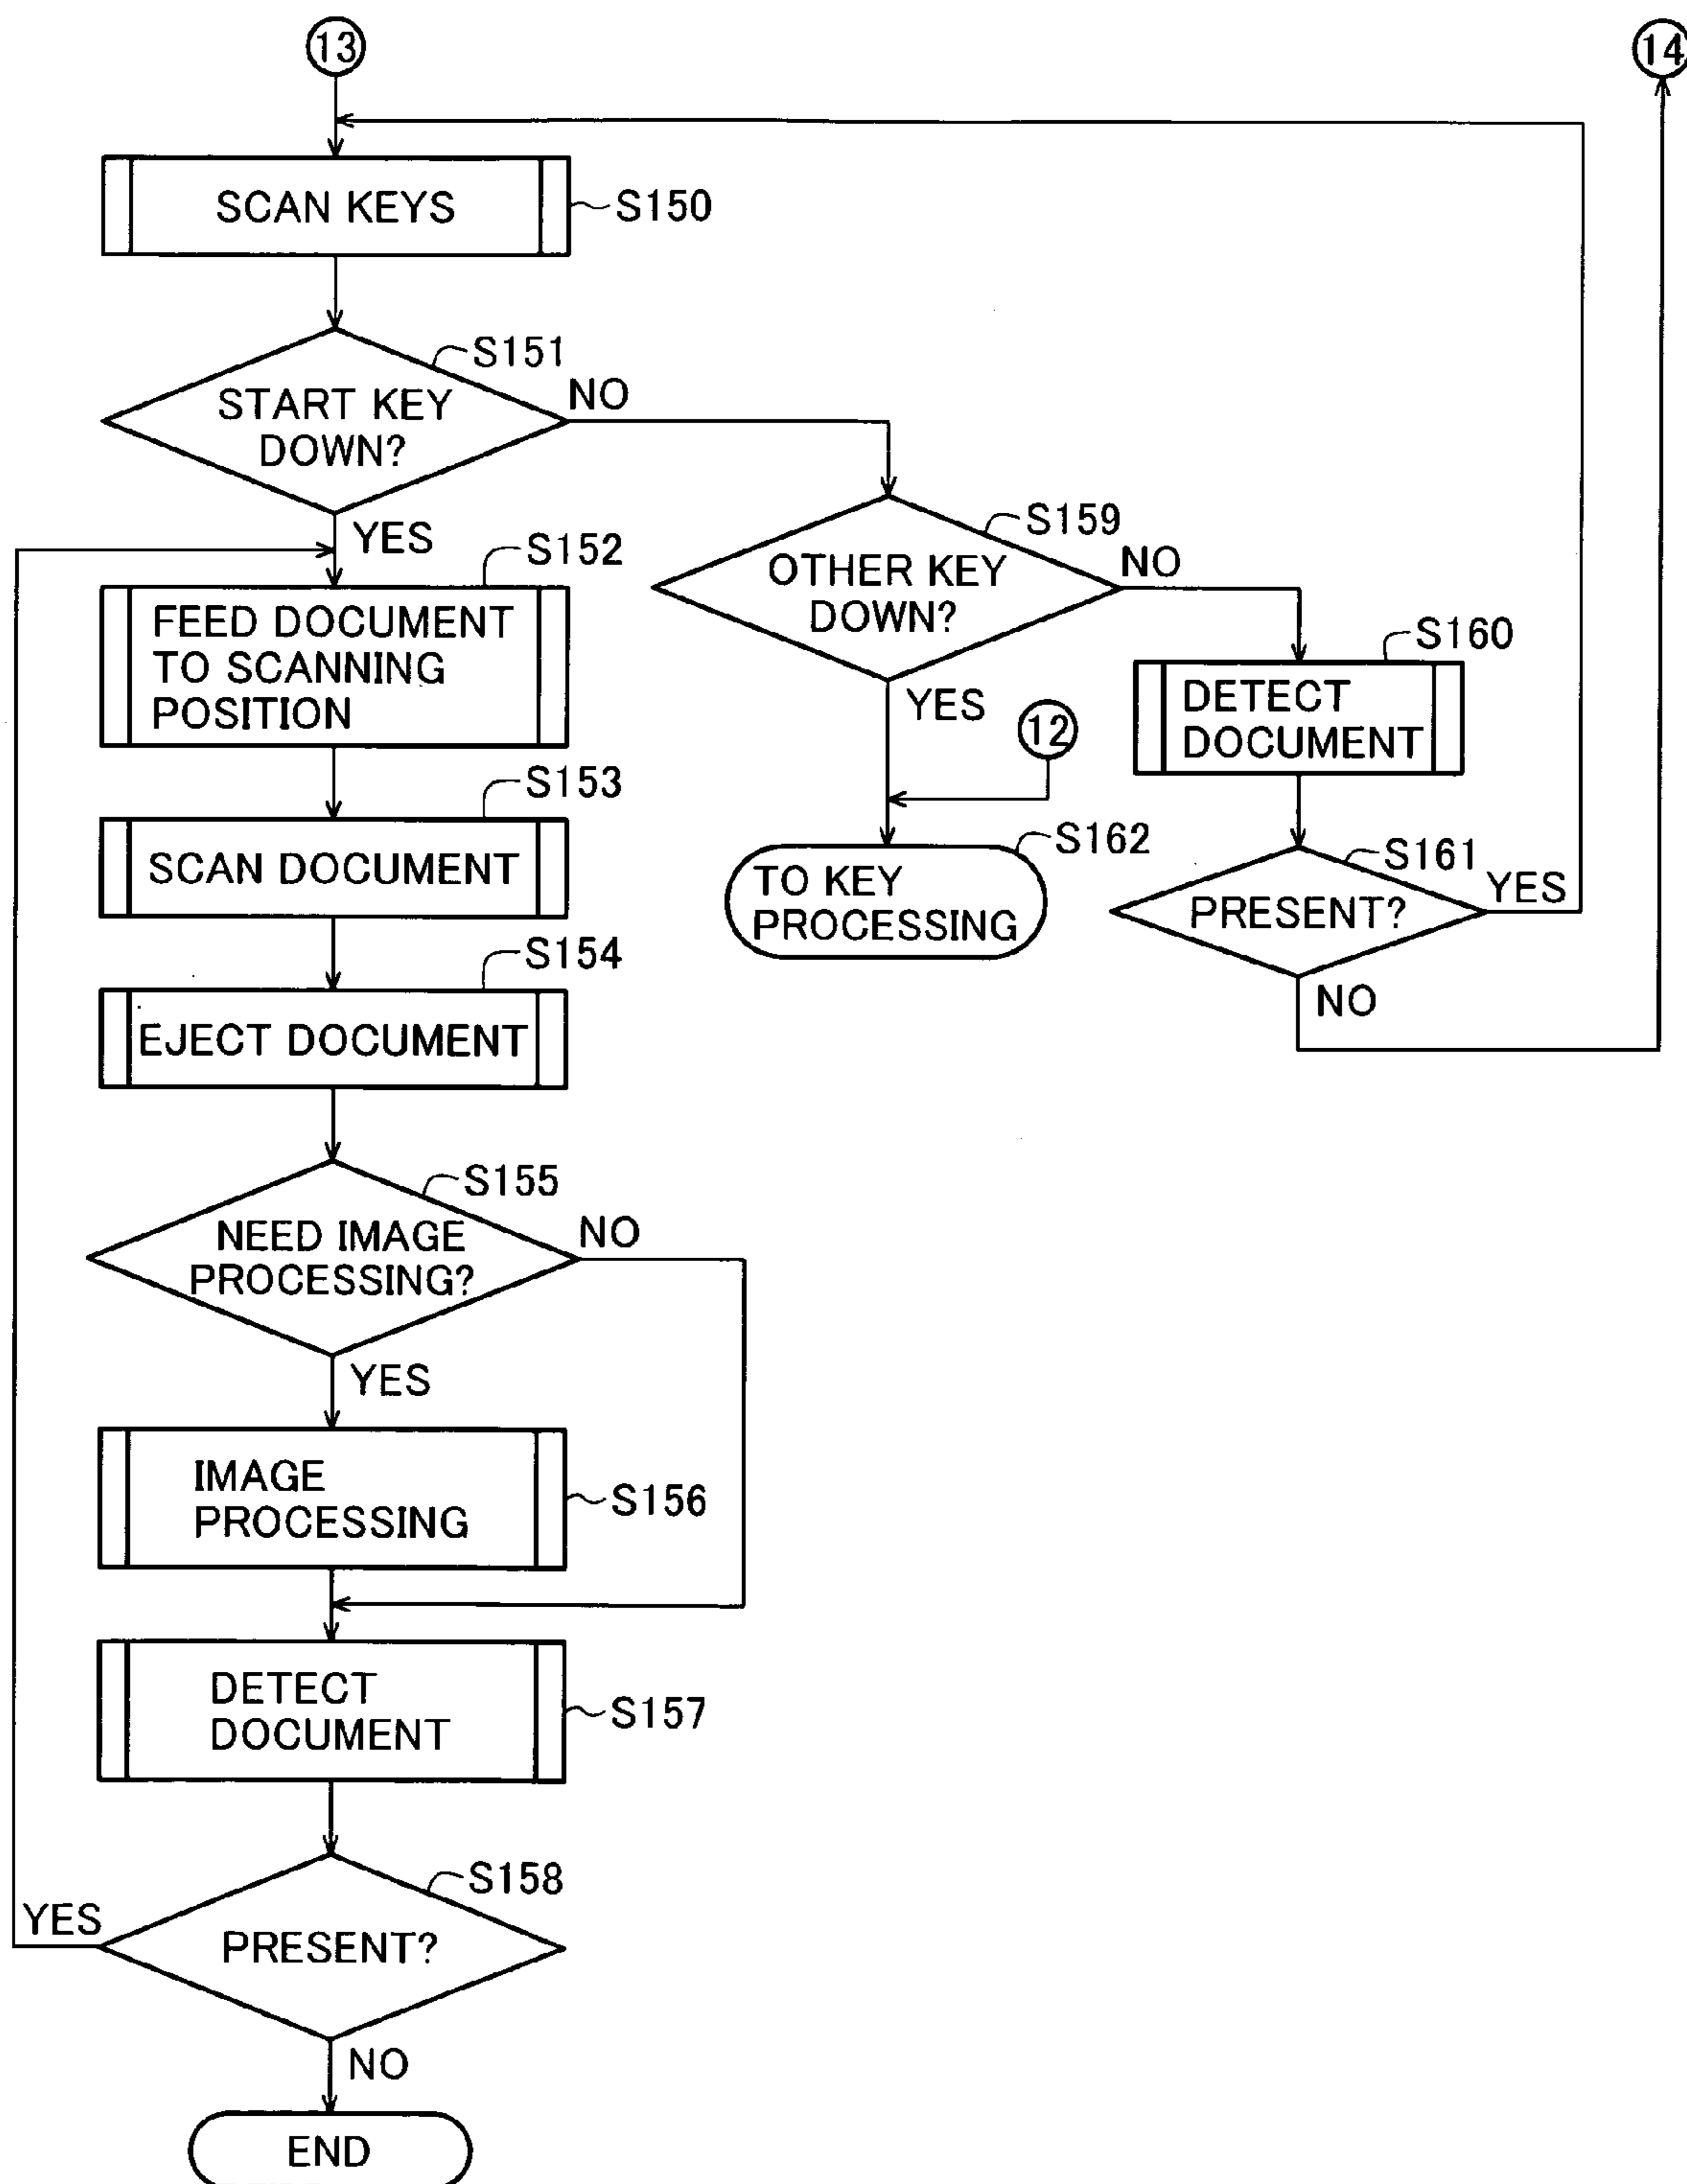 13
14
SCAN KEYS
S150
S151
START KEY
DOWN?
NO
YES
S152
FEED DOCUMENT
TO SCANNING
POSITION
S153
SCAN DOCUMENT
S154
EJECT DOCUMENT
S155
NEED IMAGE
PROCESSING?
NO
YES
IMAGE
PROCESSING
S156
DETECT
DOCUMENT
S157
S158
PRESENT?
YES
NO
END
S159
OTHER KEY
DOWN?
NO
YES
12
S162
TO KEY
PROCESSING
S160
DETECT
DOCUMENT
S161
PRESENT?
YES
NO